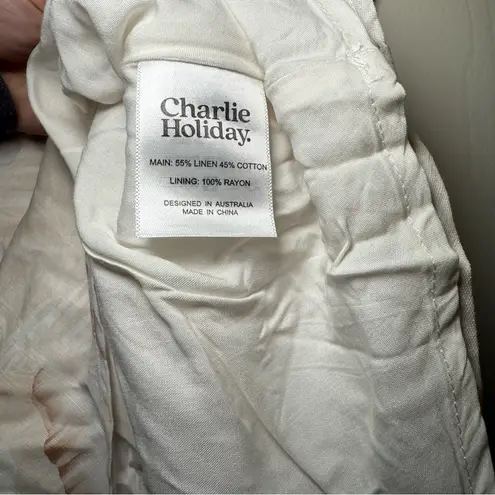 Charlie
Holiday.
MAIN: 55% LINEN 45% COTTON
LINING: 100% RAYON
DESIGNED IN AUSTRALIA
MADE IN CHINA